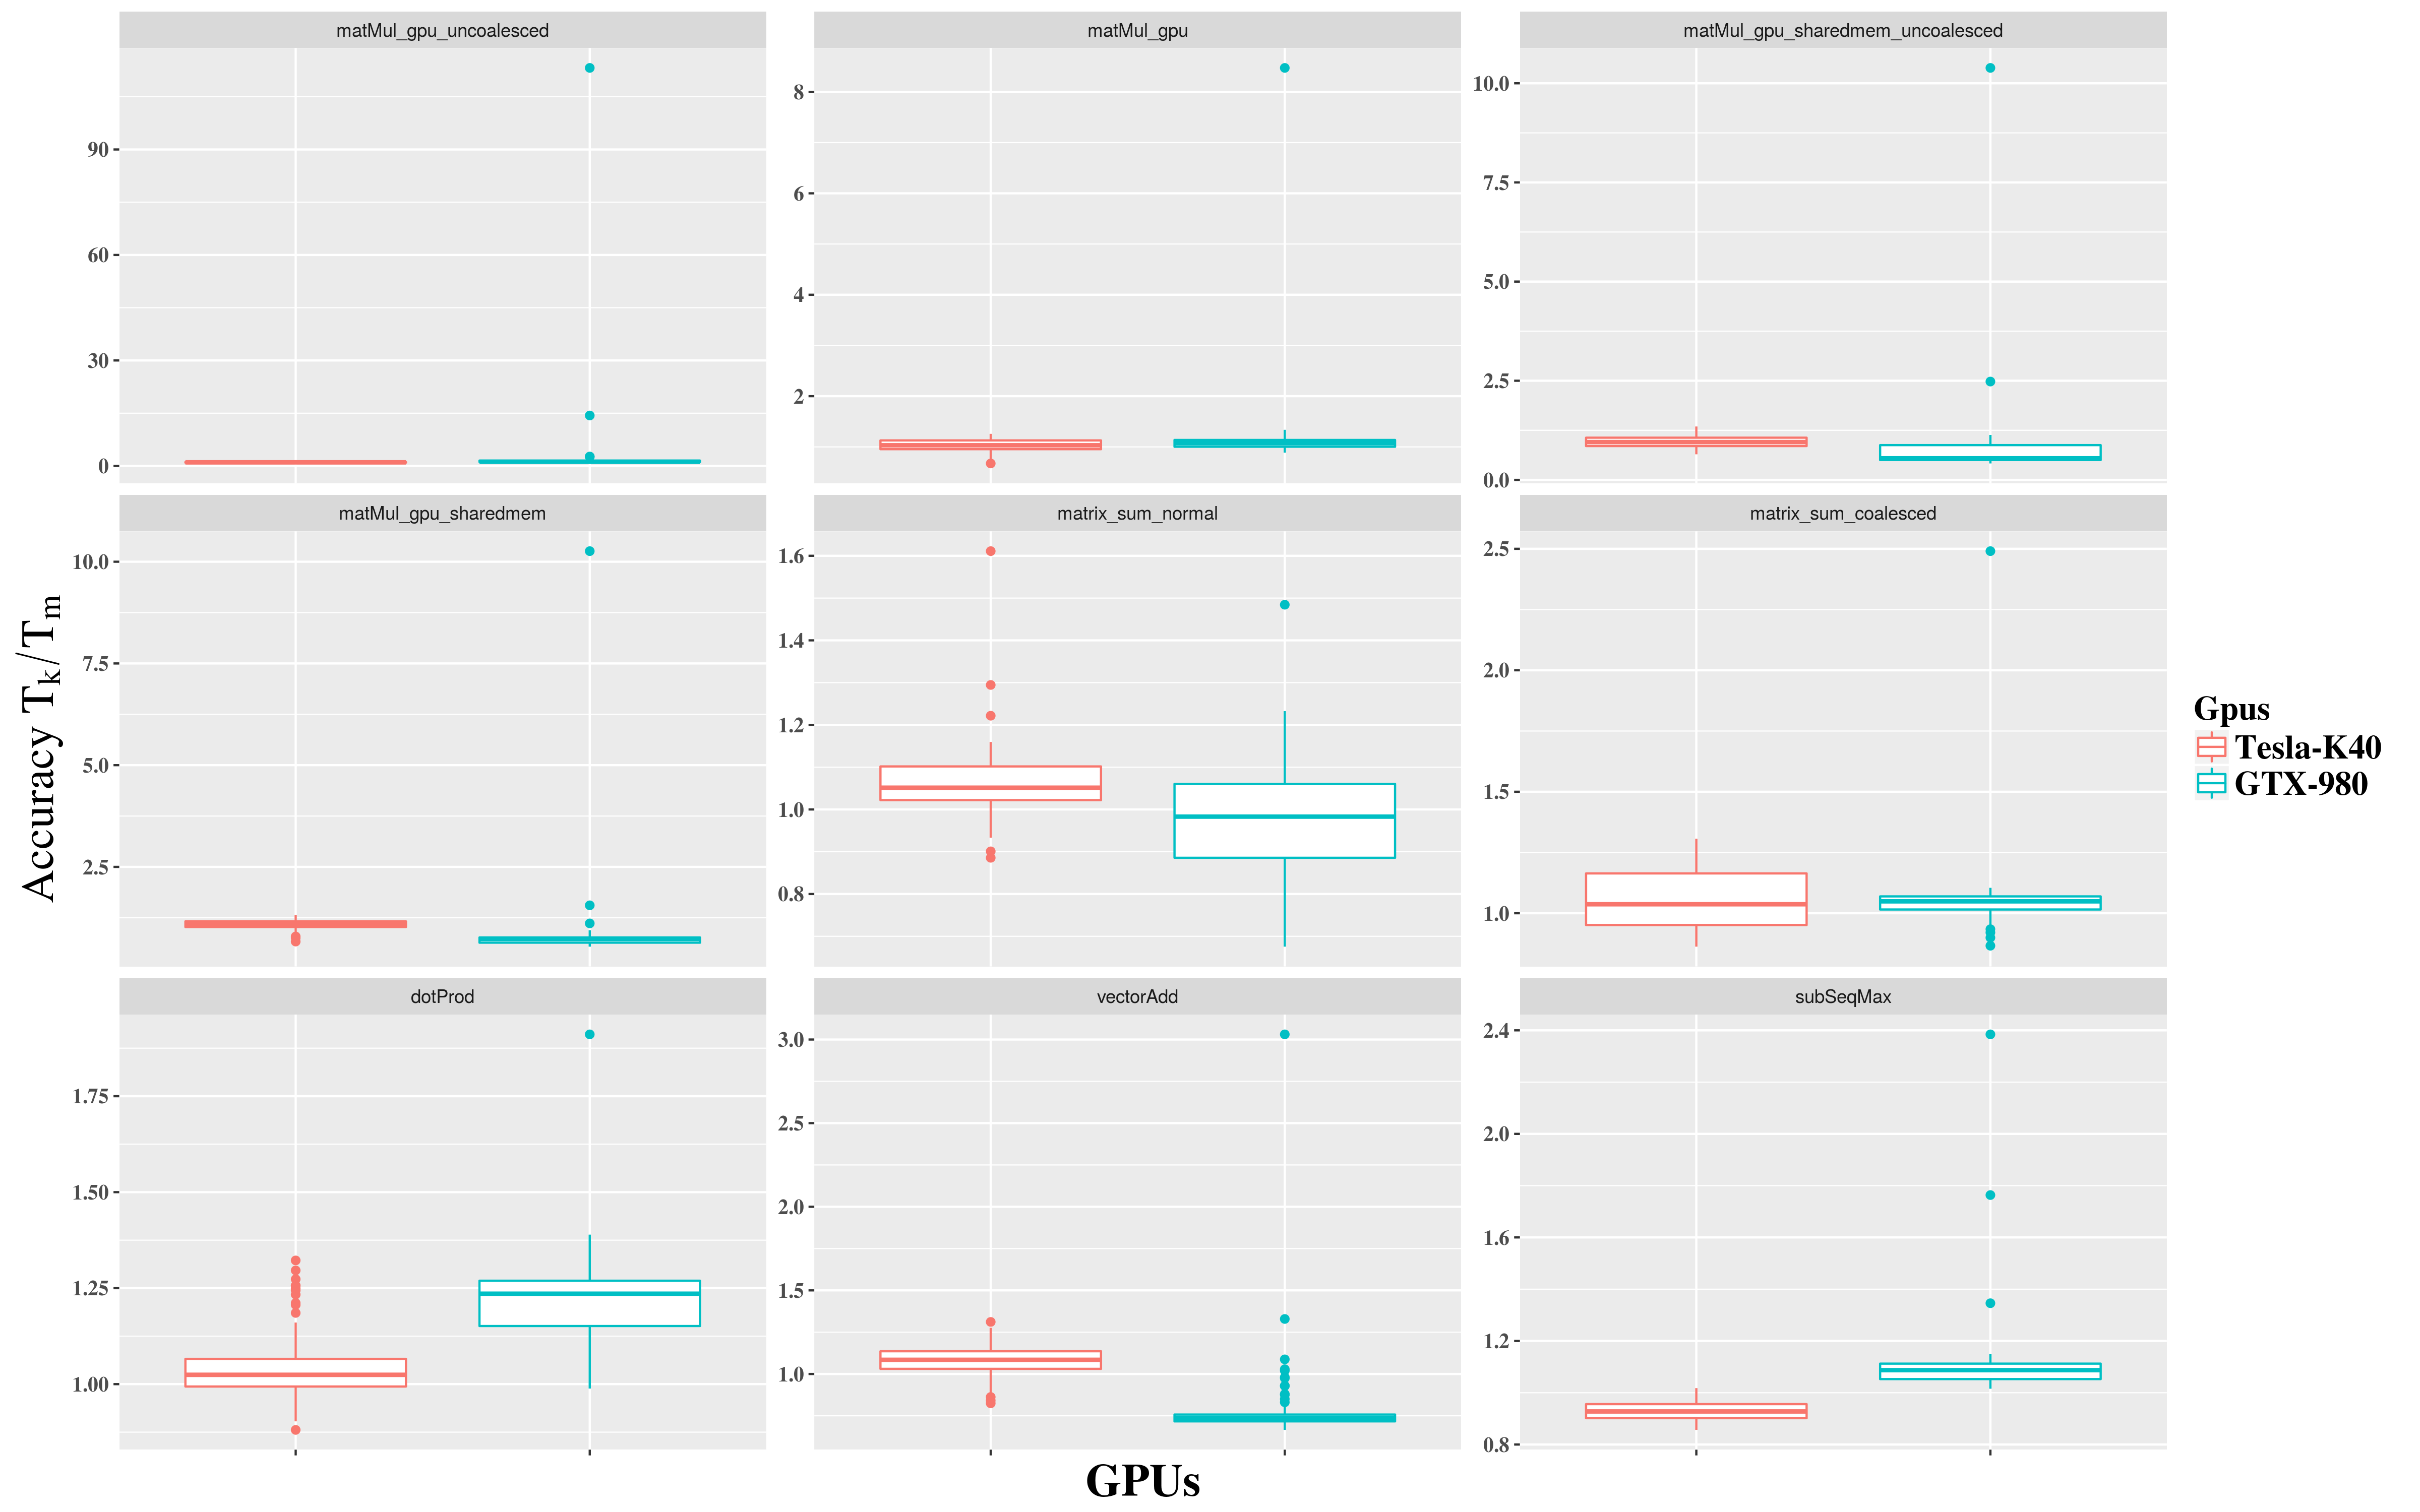 matMul_gpu_uncoalesced
matMul_gpu
matMul_gpu_sharedmem_uncoalesced
90
60
30
0
8
6
4
2
10.0
7.5
5.0
2.5
0.0
matMul_gpu_sharedmem
matrix_sum_normal
matrix_sum_coalesced
10.0
7.5
5.0
2.5
1.6
1.4
1.2
1.0
0.8
2.5
2.0
1.5
1.0
dotProd
vectorAdd
subSeqMax
1.75
1.50
1.25
1.00
3.0
2.5
2.0
1.5
1.0
2.4
2.0
1.6
1.2
0.8
Accuracy Tk/Tm
GPUs
Gpus
Tesla-K40
GTX-980